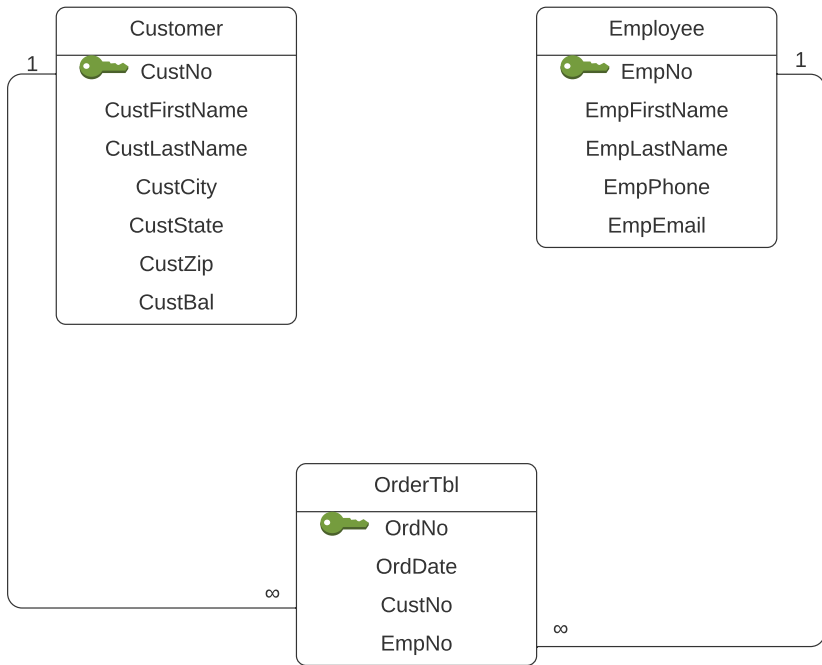 Customer
1
CustNo
CustFirstName
CustLastName
CustCity
CustState
CustZip
CustBal
Employee
1
EmpNo
EmpFirstName
EmpLastName
EmpPhone
EmpEmail
OrderTbl
OrdNo
OrdDate
CustNo
EmpNo
∞
∞